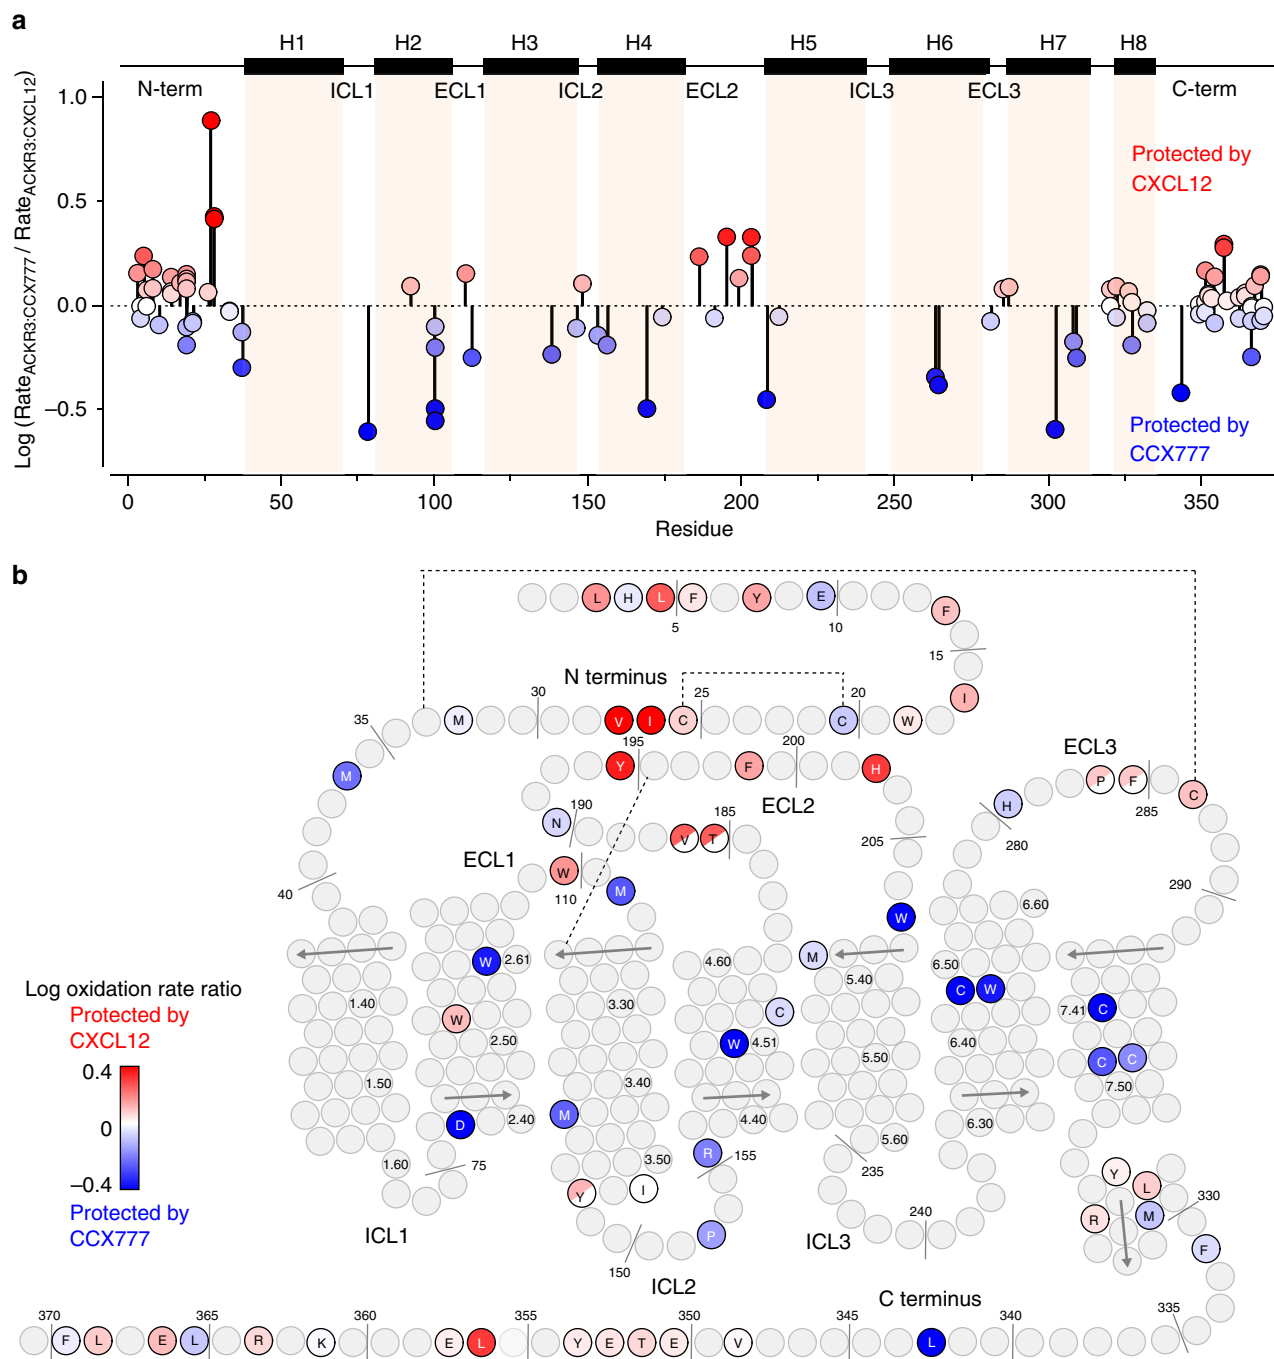 a
H1 H2 H3 H4 H5 H6 H7 H8
N-term ICL1 ECL1 ICL2 ECL2 ICL3 ECL3 C-term
Log (Rate ACKR3:CCX777 / Rate ACKR3:CXCL12)
1.0
0.5
0.0
−0.5
Protected by
CXCL12
Protected by
CCX777
0 50 100 150 200 250 300 350
Residue
b
L H L F Y E F
5 10
15
N terminus
I
35 30 25 20
M V I C C W
195 200
M Y F H
ECL2
ECL3
P F C
285
H
280
N 190
V T 185
205
ECL1
W
110
M
40
290
W
6.60
W 2.61
4.60
M
5.40
6.50
C W
Log oxidation rate ratio
Protected by
CXCL12
1.40
W
3.30
C
7.41 C
2.50
W 4.51
6.40
5.50
C C
0.4
0
−0.4
1.50
3.40
7.50
D 2.40
M
4.40
5.60
6.30
Protected by
CCX777
1.60
75
3.50
R
155
235
Y I
Y L
R M
330
ICL1
150
P
ICL2
ICL3
240
F
C terminus
370 365 360 355 350 345 340 335
F L E L R K E L Y E T E V L